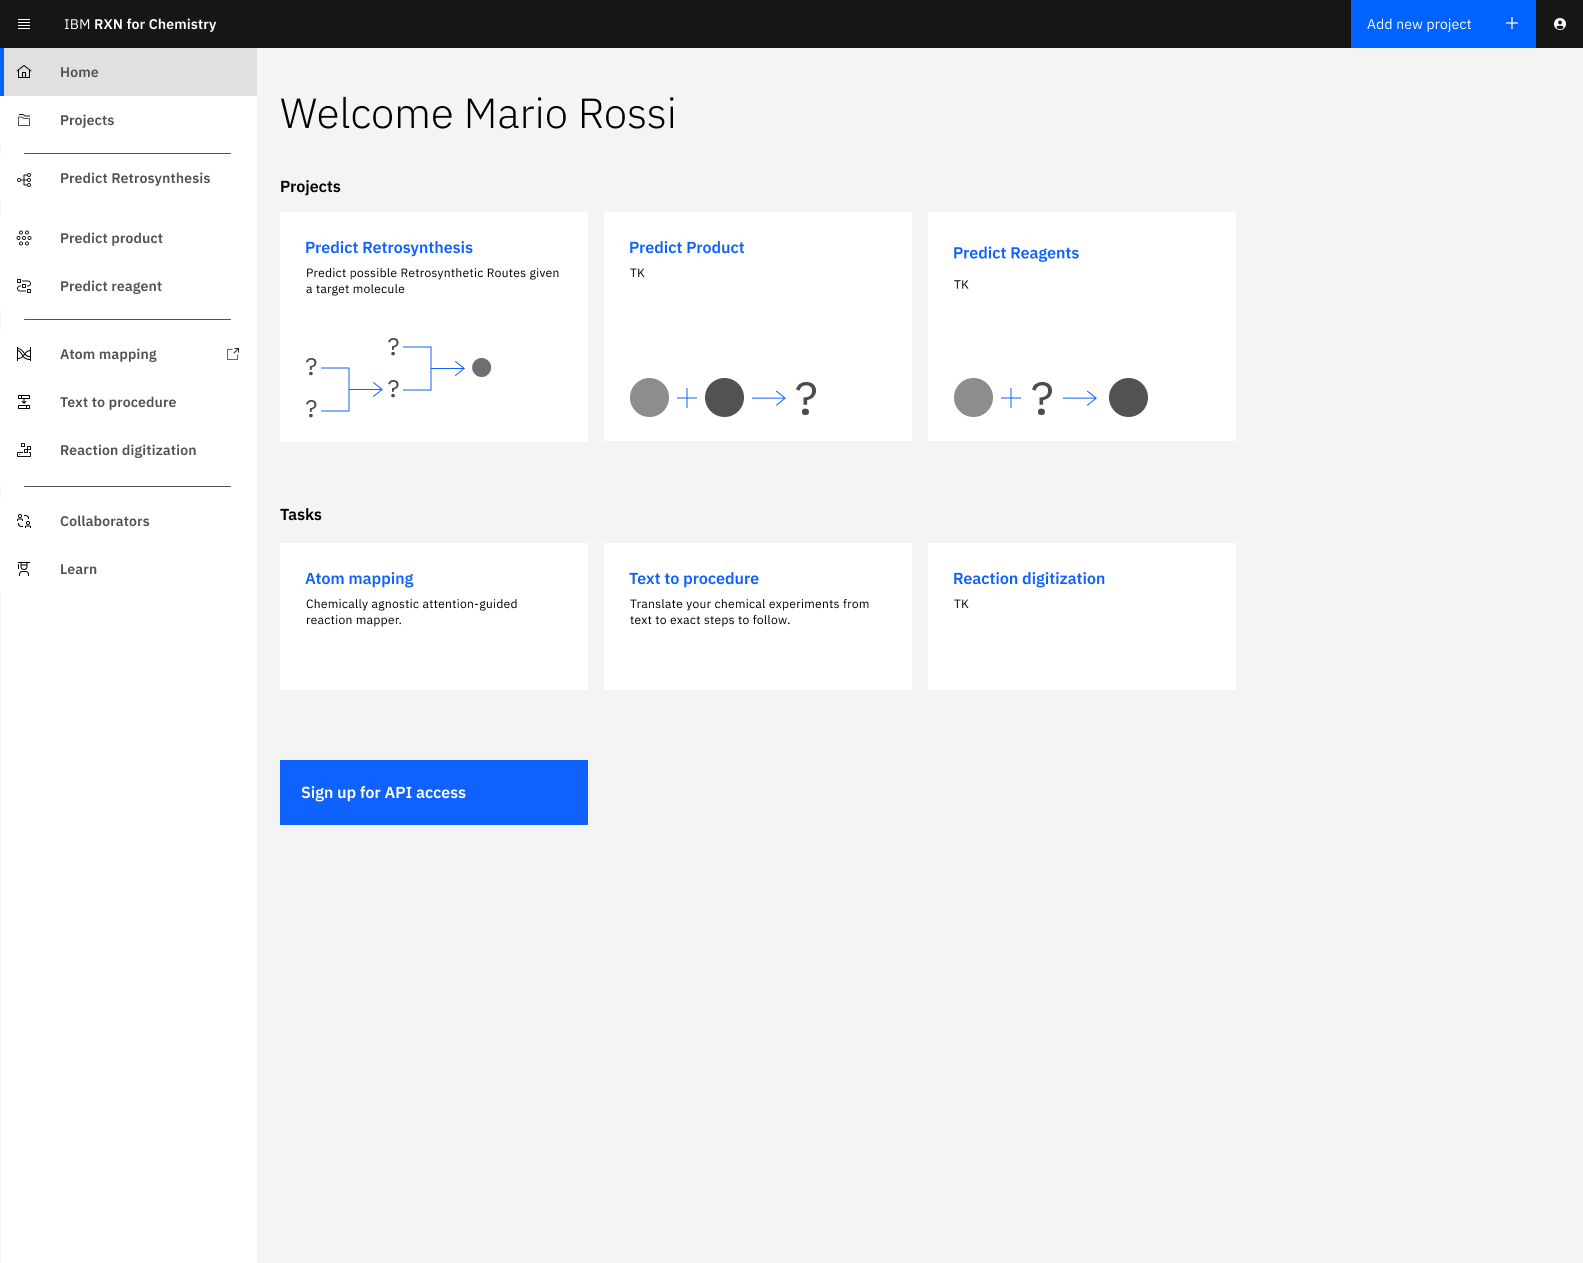 IBM RXN for Chemistry
Add new project
Home
Projects
Predict Retrosynthesis
Predict product
Predict reagent
Atom mapping
Text to procedure
Reaction digitization
Collaborators
Learn
Welcome Mario Rossi
Projects
Predict Retrosynthesis
Predict possible Retrosynthetic Routes given
a target molecule
?
?
?
?
Predict Product
TK
+ ?
Predict Reagents
TK
+ ?
Tasks
Atom mapping
Chemically agnostic attention-guided
reaction mapper.
Text to procedure
Translate your chemical experiments from
text to exact steps to follow.
Reaction digitization
TK
Sign up for API access